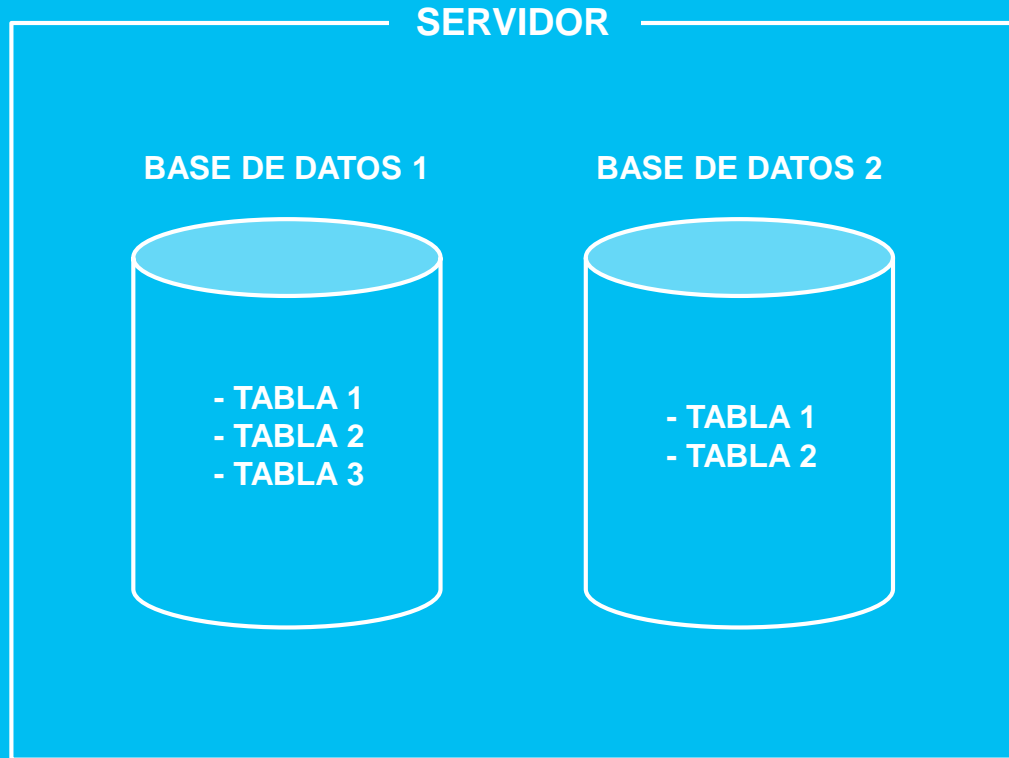 SERVIDOR
BASE DE DATOS 1
- TABLA 1
- TABLA 2
- TABLA 3
BASE DE DATOS 2
- TABLA 1
- TABLA 2